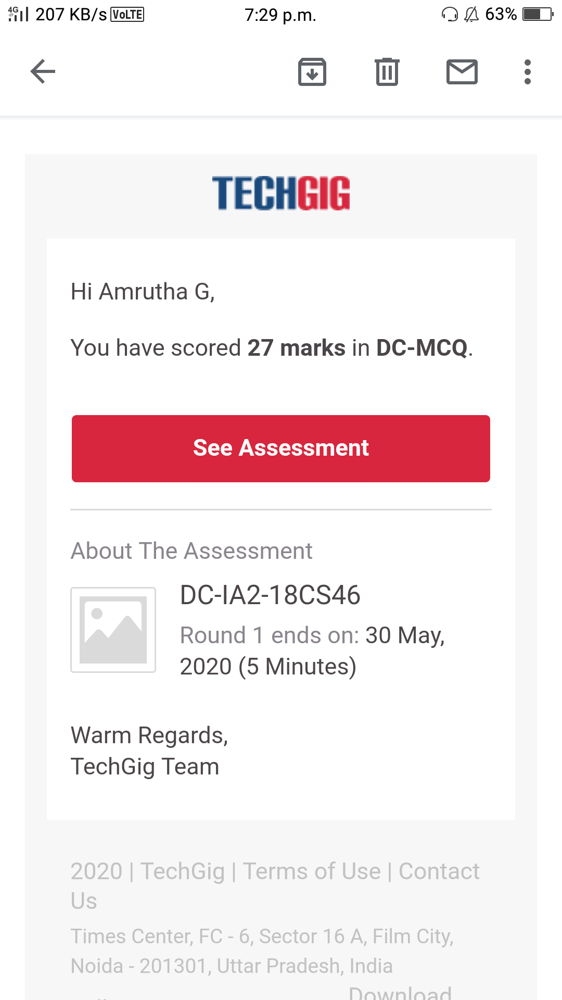 4G 207 KB/s VoLTE 7:29 p.m. 63%
TECHGIG
Hi Amrutha G,
You have scored 27 marks in DC-MCQ.
See Assessment
About The Assessment
DC-IA2-18CS46
Round 1 ends on: 30 May,
2020 (5 Minutes)
Warm Regards,
TechGig Team
2020 | TechGig | Terms of Use | Contact
Us
Times Center, FC - 6, Sector 16 A, Film City,
Noida - 201301, Uttar Pradesh, India
Download